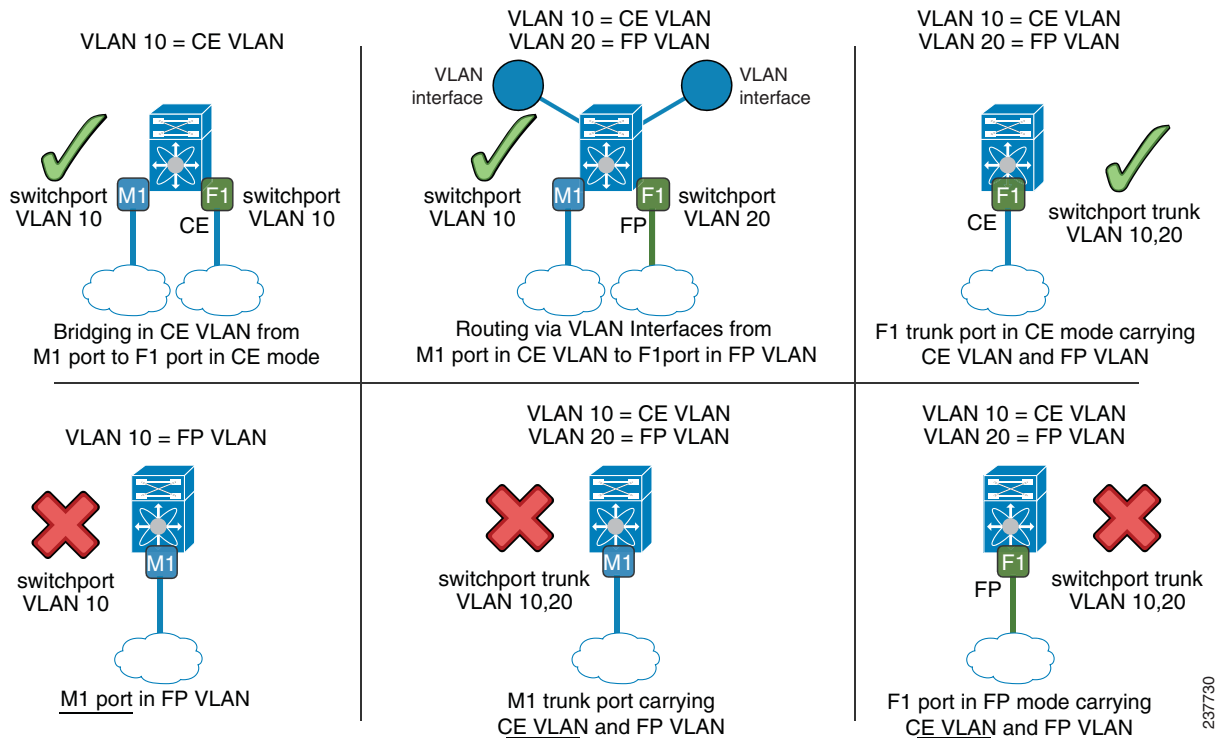 VLAN 10 = CE VLAN
switchport
VLAN 10
M1
F1
CE
switchport
VLAN 10
Bridging in CE VLAN from
M1 port to F1 port in CE mode
VLAN 10 = CE VLAN
VLAN 20 = FP VLAN
VLAN
interface
VLAN
interface
switchport
VLAN 10
M1
F1
FP
switchport
VLAN 20
Routing via VLAN Interfaces from
M1 port in CE VLAN to F1port in FP VLAN
VLAN 10 = CE VLAN
VLAN 20 = FP VLAN
F1
CE
switchport trunk
VLAN 10,20
F1 trunk port in CE mode carrying
CE VLAN and FP VLAN
VLAN 10 = FP VLAN
switchport
VLAN 10
M1
M1 port in FP VLAN
VLAN 10 = CE VLAN
VLAN 20 = FP VLAN
switchport trunk
VLAN 10,20
M1
M1 trunk port carrying
CE VLAN and FP VLAN
VLAN 10 = CE VLAN
VLAN 20 = FP VLAN
F1
FP
switchport trunk
VLAN 10,20
F1 port in FP mode carrying
CE VLAN and FP VLAN
237730